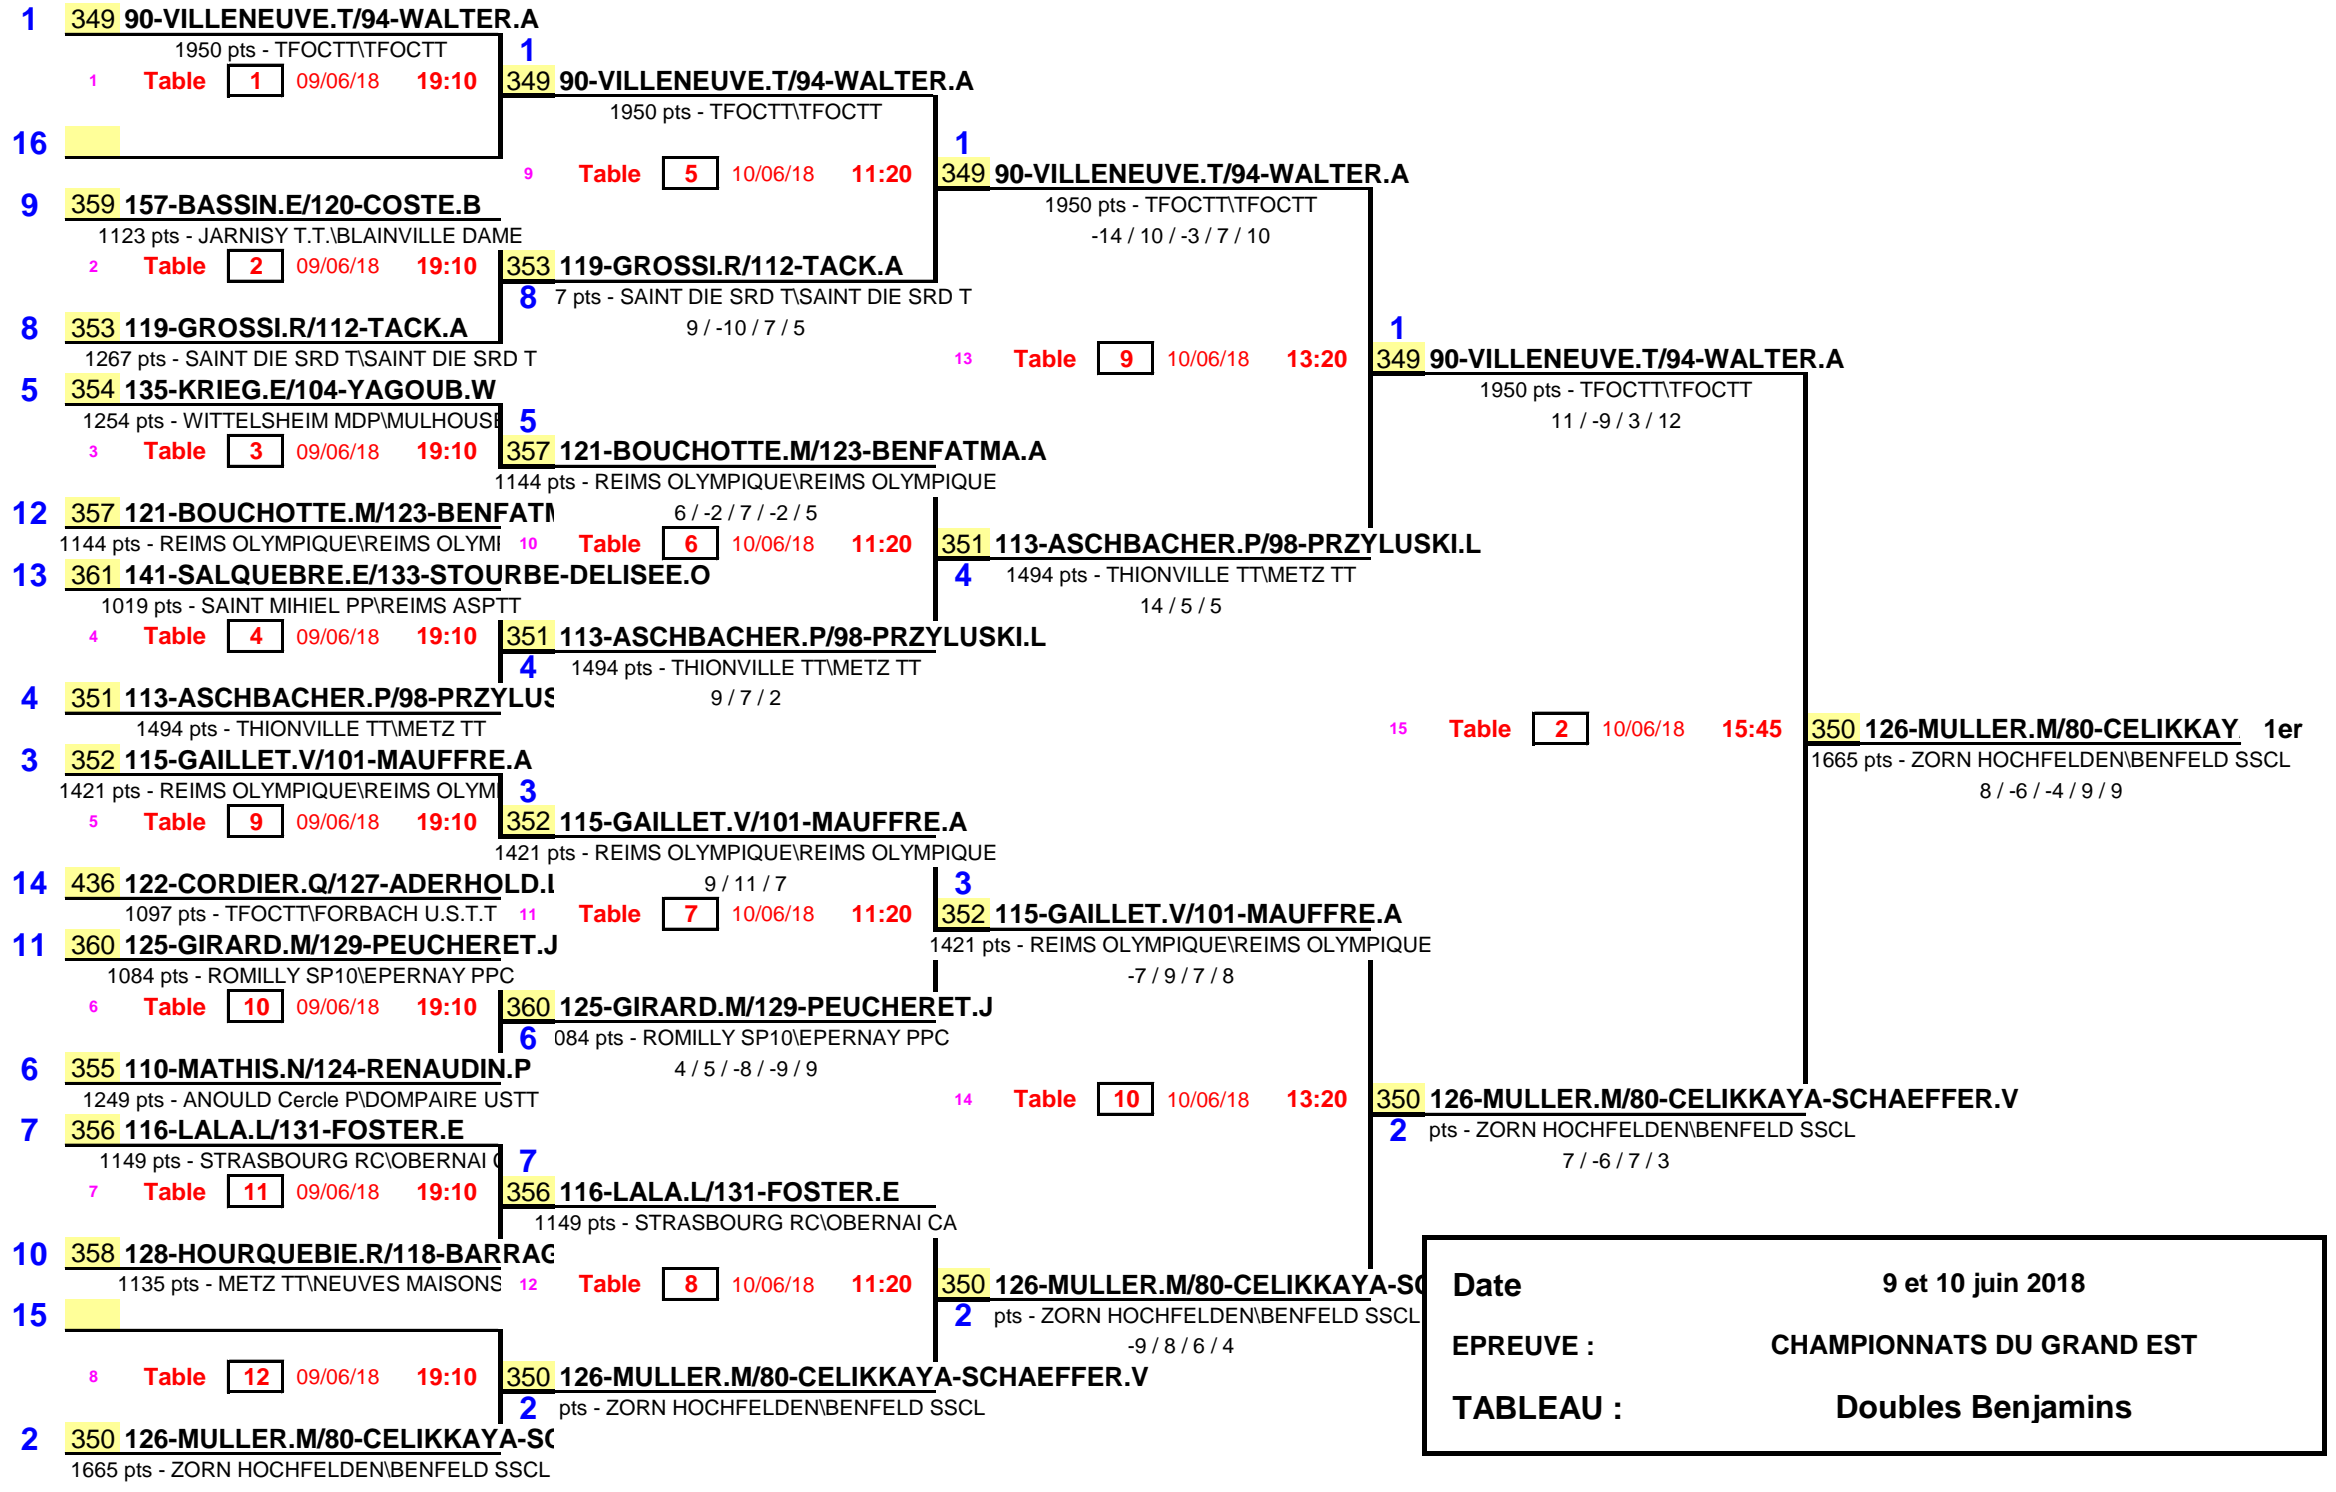 1 349 90-VILLENEUVE.T/94-WALTER.A
1950 pts - TFOCTT\TFOCTT
1
1 Table 1 09/06/18 19:10 349 90-VILLENEUVE.T/94-WALTER.A
1950 pts - TFOCTT\TFOCTT
16
1
9 Table 5 10/06/18 11:20 349 90-VILLENEUVE.T/94-WALTER.A
9 359 157-BASSIN.E/120-COSTE.B
1950 pts - TFOCTT\TFOCTT
1123 pts - JARNISY T.T.\BLAINVILLE DAME
-14 / 10 / -3 / 7 / 10
2 Table 2 09/06/18 19:10 353 119-GROSSI.R/112-TACK.A
8 7 pts - SAINT DIE SRD T\SAINT DIE SRD T
8 353 119-GROSSI.R/112-TACK.A
9 / -10 / 7 / 5
1
1267 pts - SAINT DIE SRD T\SAINT DIE SRD T
13 Table 9 10/06/18 13:20 349 90-VILLENEUVE.T/94-WALTER.A
5 354 135-KRIEG.E/104-YAGOUB.W
1950 pts - TFOCTT\TFOCTT
1254 pts - WITTELSHEIM MDP\MULHOUSE
5
11 / -9 / 3 / 12
3 Table 3 09/06/18 19:10 357 121-BOUCHOTTE.M/123-BENFATMA.A
1144 pts - REIMS OLYMPIQUE\REIMS OLYMPIQUE
12 357 121-BOUCHOTTE.M/123-BENFATM
6 / -2 / 7 / -2 / 5
1144 pts - REIMS OLYMPIQUE\REIMS OLYMF
10 Table 6 10/06/18 11:20 351 113-ASCHBACHER.P/98-PRZYLUSKI.L
13 361 141-SALQUEBRE.E/133-STOURBE-DELISEE.O
4 1494 pts - THIONVILLE TT\METZ TT
1019 pts - SAINT MIHIEL PP\REIMS ASPTT
14 / 5 / 5
4 Table 4 09/06/18 19:10 351 113-ASCHBACHER.P/98-PRZYLUSKI.L
4 1494 pts - THIONVILLE TT\METZ TT
4 351 113-ASCHBACHER.P/98-PRZYLUS
9 / 7 / 2
1494 pts - THIONVILLE TT\METZ TT
15 Table 2 10/06/18 15:45 350 126-MULLER.M/80-CELIKKAY. 1er
3 352 115-GAILLET.V/101-MAUFFRE.A
1665 pts - ZORN HOCHFELDEN\BENFELD SSCL
1421 pts - REIMS OLYMPIQUE\REIMS OLYMI
3
8 / -6 / -4 / 9 / 9
5 Table 9 09/06/18 19:10 352 115-GAILLET.V/101-MAUFFRE.A
1421 pts - REIMS OLYMPIQUE\REIMS OLYMPIQUE
14 436 122-CORDIER.Q/127-ADERHOLD.L
9 / 11 / 7
3
1097 pts - TFOCTT\FORBACH U.S.T.T
11 Table 7 10/06/18 11:20 352 115-GAILLET.V/101-MAUFFRE.A
11 360 125-GIRARD.M/129-PEUCHERET.J
1421 pts - REIMS OLYMPIQUE\REIMS OLYMPIQUE
1084 pts - ROMILLY SP10\EPERNAY PPC
-7 / 9 / 7 / 8
6 Table 10 09/06/18 19:10 360 125-GIRARD.M/129-PEUCHERET.J
6 084 pts - ROMILLY SP10\EPERNAY PPC
6 355 110-MATHIS.N/124-RENAUDIN.P
4 / 5 / -8 / -9 / 9
1249 pts - ANOULD Cercle P\DOMPAIRE USTT
14 Table 10 10/06/18 13:20 350 126-MULLER.M/80-CELIKKAYA-SCHAEFFER.V
7 356 116-LALA.L/131-FOSTER.E
2 pts - ZORN HOCHFELDEN\BENFELD SSCL
1149 pts - STRASBOURG RC\OBERNAI C
7
7 / -6 / 7 / 3
7 Table 11 09/06/18 19:10 356 116-LALA.L/131-FOSTER.E
1149 pts - STRASBOURG RC\OBERNAI CA
10 358 128-HOURQUEBIE.R/118-BARRAG
1135 pts - METZ TT\NEUVES MAISONS
12 Table 8 10/06/18 11:20 350 126-MULLER.M/80-CELIKKAYA-SC
Date 9 et 10 juin 2018
15
2 pts - ZORN HOCHFELDEN\BENFELD SSCL
-9 / 8 / 6 / 4
EPREUVE : CHAMPIONNATS DU GRAND EST
8 Table 12 09/06/18 19:10 350 126-MULLER.M/80-CELIKKAYA-SCHAEFFER.V
2 pts - ZORN HOCHFELDEN\BENFELD SSCL
TABLEAU : Doubles Benjamins
2 350 126-MULLER.M/80-CELIKKAYA-SC
1665 pts - ZORN HOCHFELDEN\BENFELD SSCL